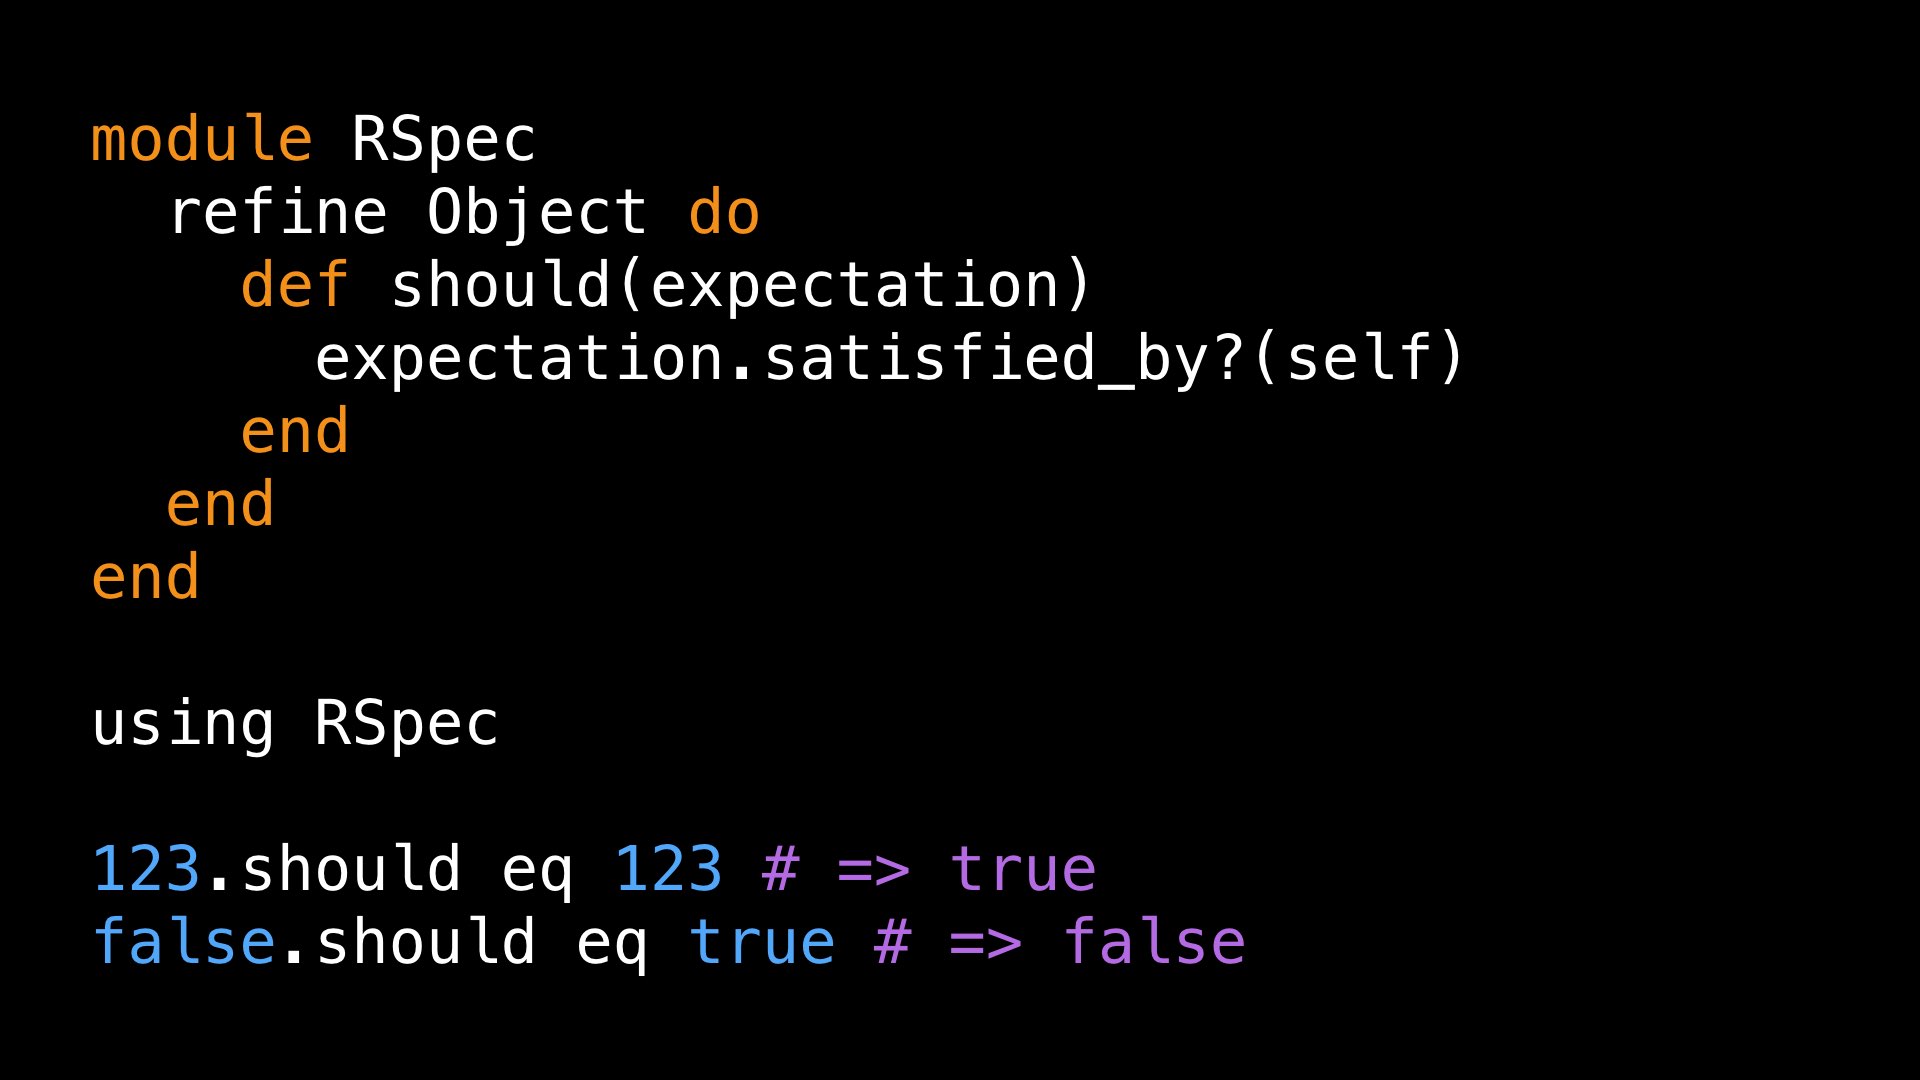 module RSpec
  refine Object do
    def should(expectation)
      expectation.satisfied_by?(self)
    end
  end
end

using RSpec

123.should eq 123 # => true
false.should eq true # => false